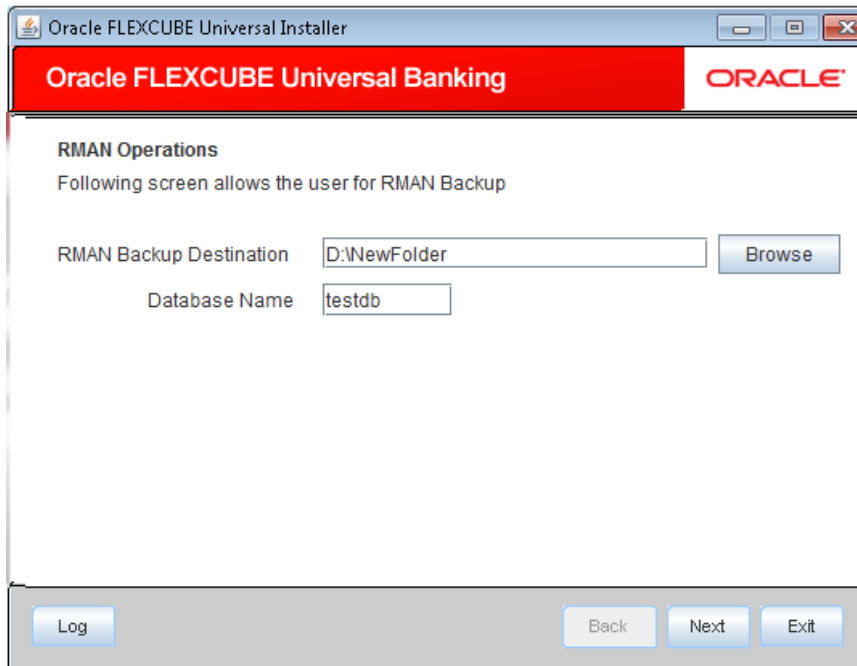 Oracle FLEXCUBE Universal Installer
Oracle FLEXCUBE Universal Banking
ORACLE
RMAN Operations
Following screen allows the user for RMAN Backup
RMAN Backup Destination D:\NewFolder Browse
Database Name testdb
Log Back Next Exit